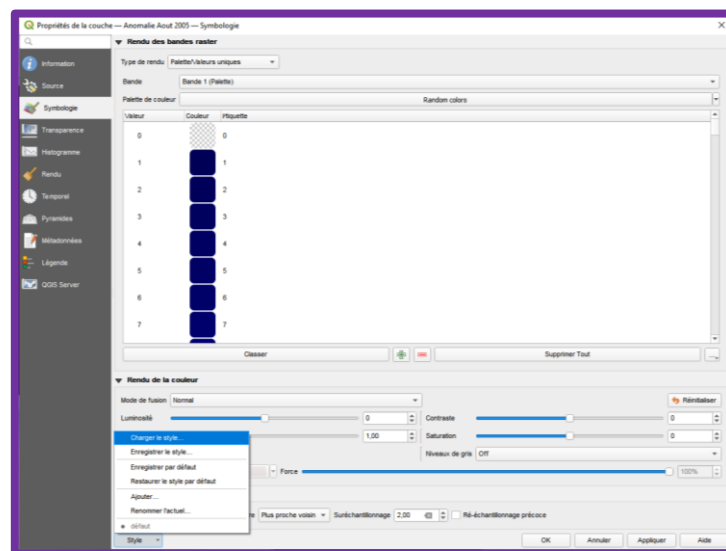 Propriétés de la couche — Anomalie Aout 2005 — Symbologie
Information
Source
Symbologie
Transparence
Histogramme
Rendu
Temporel
Pyramides
Métadonnées
Légende
QGIS Server
Rendu des bandes raster
Type de rendu Palette/Valeurs uniques
Bande Bande 1 (Palette)
Palette de couleur Random colors
Valeur Couleur Etiquette
0 0
1 1
2 2
3 3
4 4
5 5
6 6
7 7
Classer Supprimer Tout ...
Rendu de la couleur
Mode de fusion Normal Réinitialiser
Luminosité 0 Contraste 0
1,00 Saturation 0
Niveaux de gris Off
Force 100%
Plus proche voisin Suréchantillonnage 2,00 Ré-échantillonnage précoce
Charger le style...
Enregistrer le style...
Enregistrer par défaut
Restaurer le style par défaut
Ajouter...
Renommer l'actuel...
défaut
Style OK Annuler Appliquer Aide